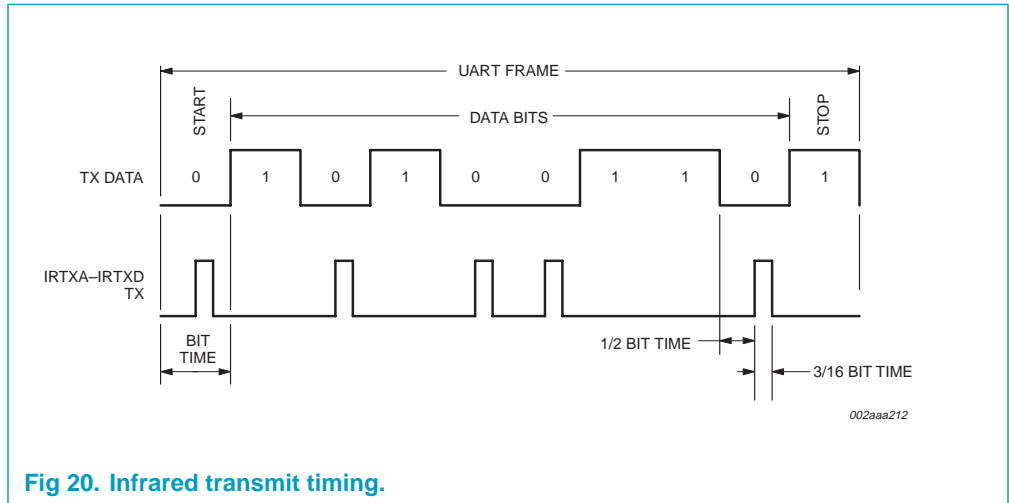 UART FRAME
START
DATA BITS
STOP
TX DATA
0 1 0 1 0 0 1 1 0 1
IRTXA–IRTXD
TX
BIT
TIME
1/2 BIT TIME
3/16 BIT TIME
002aaa212
Fig 20. Infrared transmit timing.